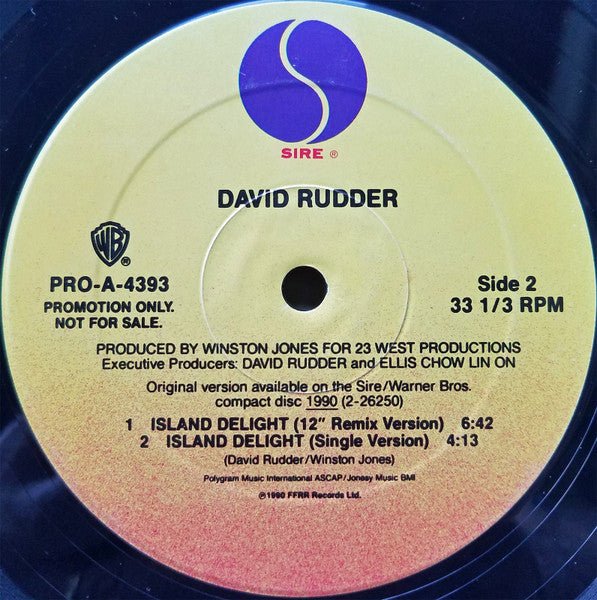 SIRE ®
DAVID RUDDER
WB
®
PRO-A-4393
PROMOTION ONLY.
NOT FOR SALE.
Side 2
33 1/3 RPM
PRODUCED BY WINSTON JONES FOR 23 WEST PRODUCTIONS
Executive Producers: DAVID RUDDER and ELLIS CHOW LIN ON
Original version available on the Sire/Warner Bros.
compact disc 1990 (2-26250)
1 ISLAND DELIGHT (12" Remix Version) 6:42
2 ISLAND DELIGHT (Single Version) 4:13
(David Rudder/Winston Jones)
Polygram Music International ASCAP/Jonesy Music BMI
℗1990 FFRR Records Ltd.